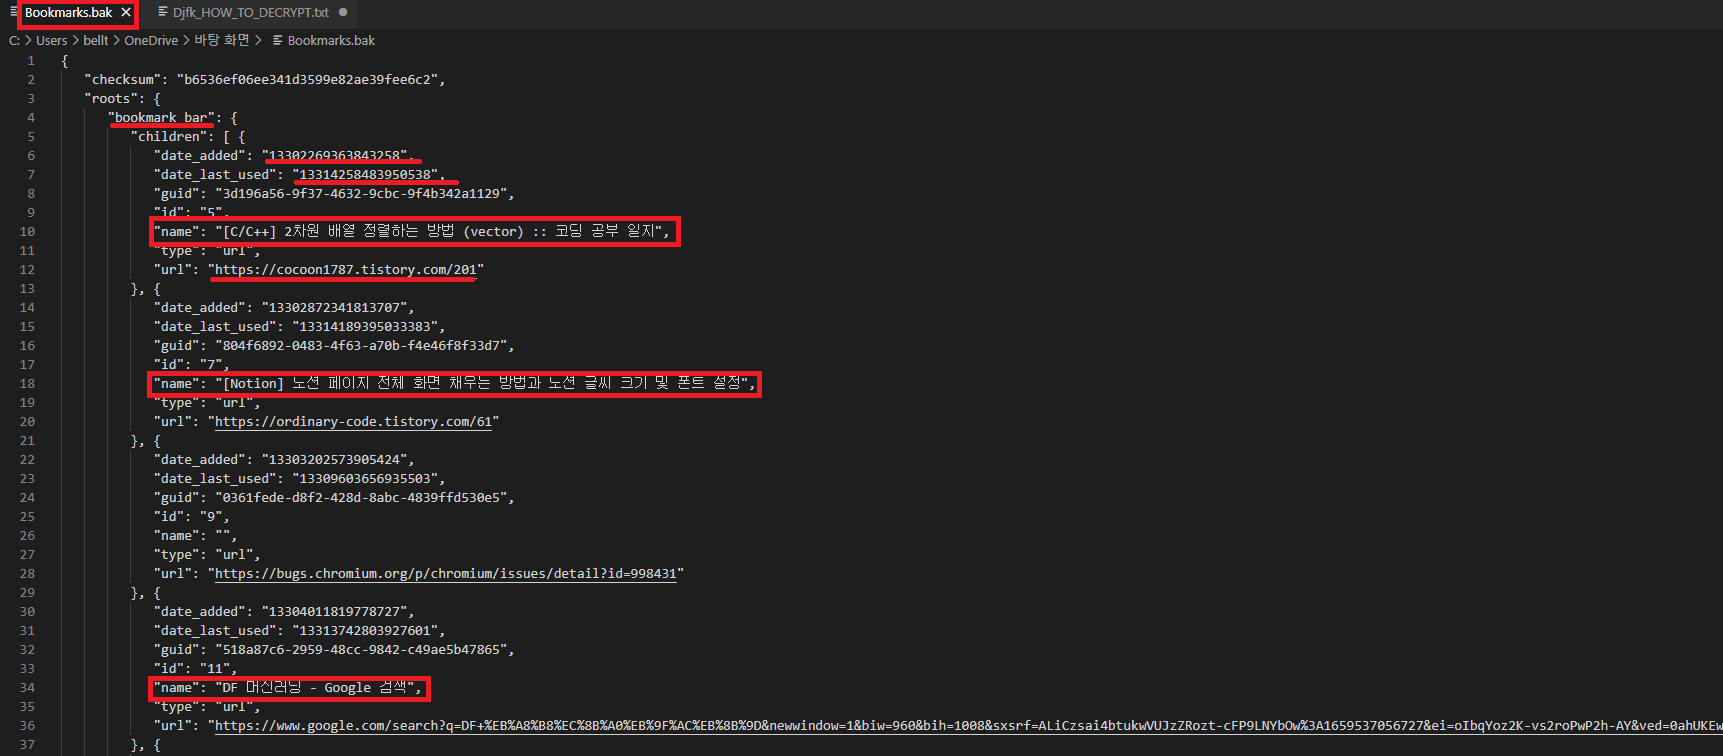 Bookmarks.bak × Djfk_HOW_TO_DECRYPT.txt ●
C: > Users > bellt > OneDrive > 바탕 화면 > Bookmarks.bak
1 {
2 "checksum": "b6536ef06ee341d3599e82ae39fee6c2",
3 "roots": {
4 "bookmark_bar": {
5 "children": [ {
6 "date_added": "13302269363843258",
7 "date_last_used": "13314258483950538",
8 "guid": "3d196a56-9f37-4632-9cbc-9f4b342a1129",
9 "id": "5",
10 "name": "[C/C++] 2차원 배열 정렬하는 방법 (vector) :: 코딩 공부 일지",
11 "type": "url",
12 "url": "https://cocoon1787.tistory.com/201"
13 }, {
14 "date_added": "13302872341813707",
15 "date_last_used": "13314189395033383",
16 "guid": "804f6892-0483-4f63-a70b-f4e46f8f33d7",
17 "id": "7",
18 "name": "[Notion] 노션 페이지 전체 화면 채우는 방법과 노션 글씨 크기 및 폰트 설정",
19 "type": "url",
20 "url": "https://ordinary-code.tistory.com/61"
21 }, {
22 "date_added": "13303202573905424",
23 "date_last_used": "13309603656935503",
24 "guid": "0361fede-d8f2-428d-8abc-4839ffd530e5",
25 "id": "9",
26 "name": "",
27 "type": "url",
28 "url": "https://bugs.chromium.org/p/chromium/issues/detail?id=998431"
29 }, {
30 "date_added": "13304011819778727",
31 "date_last_used": "13313742803927601",
32 "guid": "518a87c6-2959-48cc-9842-c49ae5b47865",
33 "id": "11",
34 "name": "DF 머신러닝 - Google 검색",
35 "type": "url",
36 "url": "https://www.google.com/search?q=DF+%EB%A8%B8%EC%8B%A0%EB%9F%AC%EB%8B%9D&newwindow=1&biw=960&bih=1008&sxsrf=ALiCzsai4btukwVUJzZRozt-cFP9LNYbOw%3A1659537056727&ei=oIbqYoz2K-vs2roPwP2h-AY&ved=0ahUKEw
37 }, {